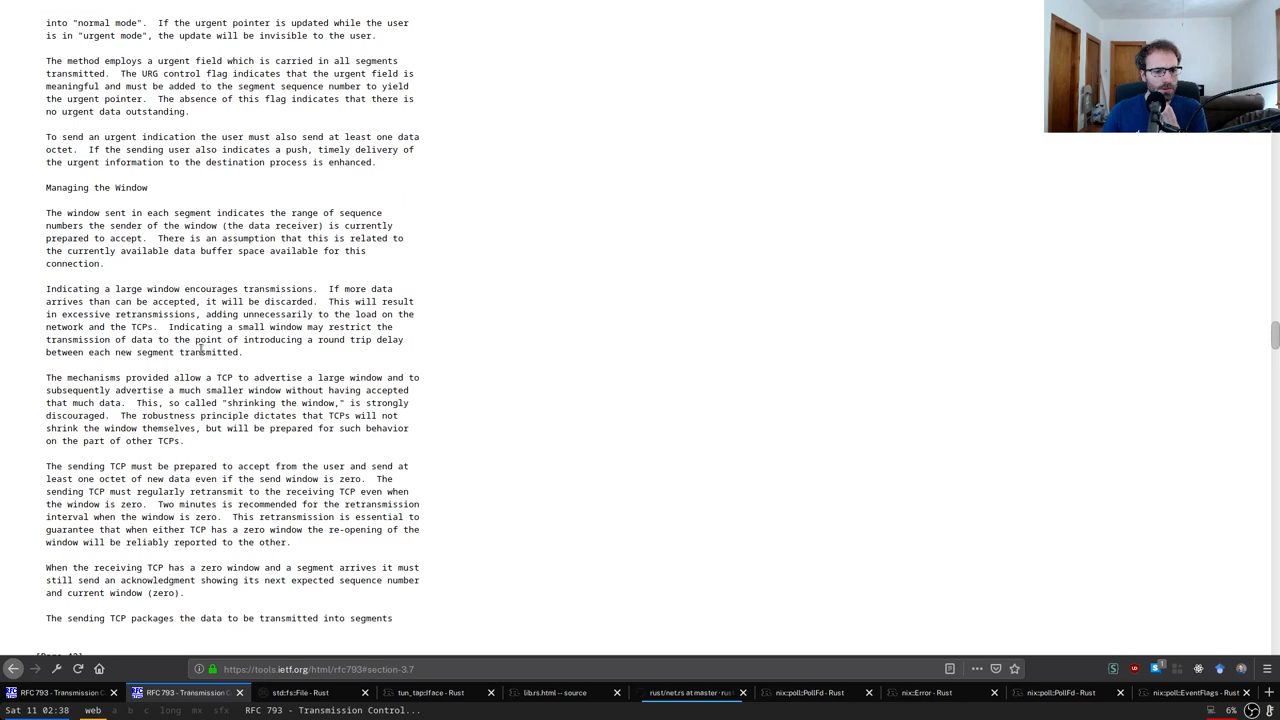 into "normal mode".  If the urgent pointer is updated while the user
is in "urgent mode", the update will be invisible to the user.
The method employs a urgent field which is carried in all segments
transmitted.  The URG control flag indicates that the urgent field is
meaningful and must be added to the segment sequence number to yield
the urgent pointer.  The absence of this flag indicates that there is
no urgent data outstanding.
To send an urgent indication the user must also send at least one data
octet.  If the sending user also indicates a push, timely delivery of
the urgent information to the destination process is enhanced.
Managing the Window
The window sent in each segment indicates the range of sequence
numbers the sender of the window (the data receiver) is currently
prepared to accept.  There is an assumption that this is related to
the currently available data buffer space available for this
connection.
Indicating a large window encourages transmissions.  If more data
arrives than can be accepted, it will be discarded.  This will result
in excessive retransmissions, adding unnecessarily to the load on the
network and the TCPs.  Indicating a small window may restrict the
transmission of data to the point of introducing a round trip delay
between each new segment transmitted.
The mechanisms provided allow a TCP to advertise a large window and to
subsequently advertise a much smaller window without having accepted
that much data.  This, so called "shrinking the window," is strongly
discouraged.  The robustness principle dictates that TCPs will not
shrink the window themselves, but will be prepared for such behavior
on the part of other TCPs.
The sending TCP must be prepared to accept from the user and send at
least one octet of new data even if the send window is zero.  The
sending TCP must regularly retransmit to the receiving TCP even when
the window is zero.  Two minutes is recommended for the retransmission
interval when the window is zero.  This retransmission is essential to
guarantee that when either TCP has a zero window the re-opening of the
window will be reliably reported to the other.
When the receiving TCP has a zero window and a segment arrives it must
still send an acknowledgment showing its next expected sequence number
and current window (zero).
The sending TCP packages the data to be transmitted into segments
https://tools.ietf.org/html/rfc793#section-3.7
RFC 793 - Transmission C RFC 793 - Transmission C std::fs::File - Rust tun_tap::Iface - Rust librs.html -- source rust/net.rs at master · rust nix::poll::PollFd - Rust nix::Error - Rust nix::poll::PollFd - Rust nix::poll::EventFlags - Rust
Sat 11 02:38 web a b c long mx sfx RFC 793 - Transmission Control... 6%